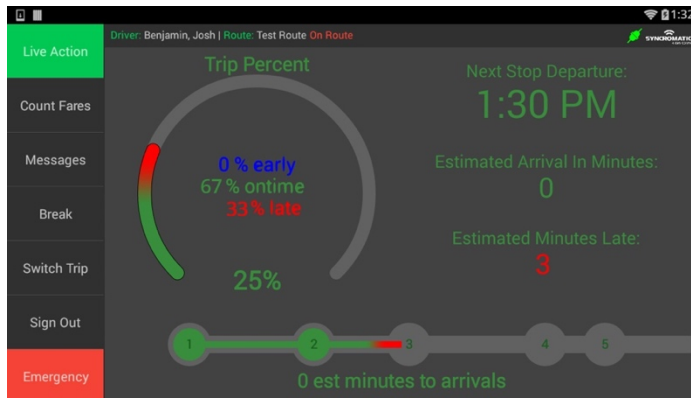 1:32
Driver: Benjamin, Josh | Route: Test Route On Route
SYNCROMATIC
Live Action
Count Fares
Messages
Break
Switch Trip
Sign Out
Emergency
Trip Percent
0 % early
67 % ontime
33 % late
25%
Next Stop Departure:
1:30 PM
Estimated Arrival In Minutes:
0
Estimated Minutes Late:
3
1 2 3 4 5
0 est minutes to arrivals